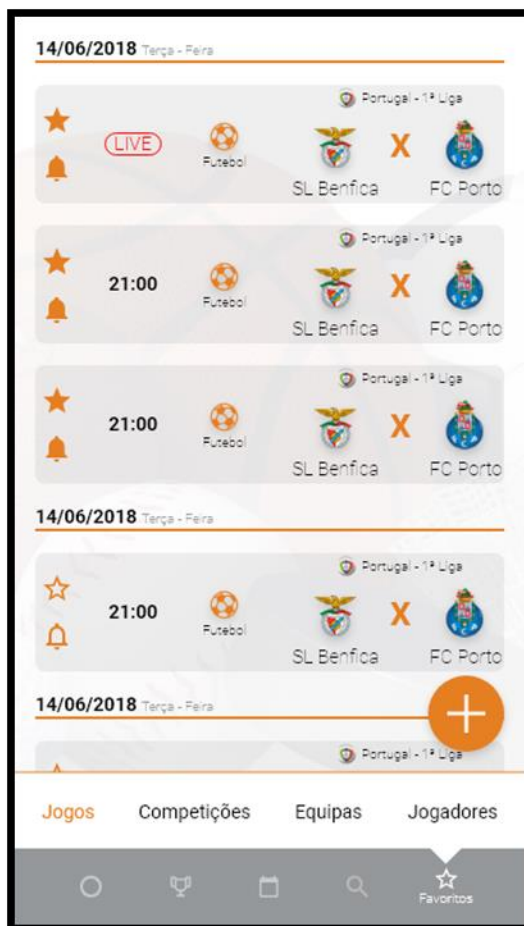 14/06/2018 Terça - Feira
Portugal - 1ª Liga
LIVE
Futebol
X
SL Benfica FC Porto
Portugal - 1ª Liga
21:00
Futebol
X
SL Benfica FC Porto
Portugal - 1ª Liga
21:00
Futebol
X
SL Benfica FC Porto
14/06/2018 Terça - Feira
Portugal - 1ª Liga
21:00
Futebol
X
SL Benfica FC Porto
14/06/2018 Terça - Feira
Portugal - 1ª Liga
Jogos Competições Equipas Jogadores
Favoritos